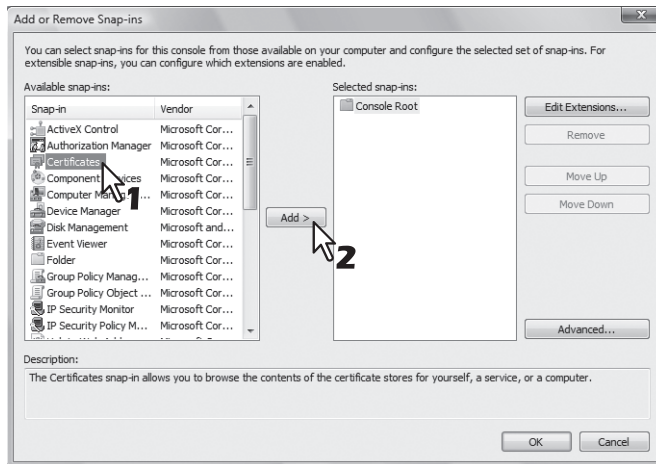 Add or Remove Snap-ins
You can select snap-ins for this console from those available on your computer and configure the selected set of snap-ins. For
extensible snap-ins, you can configure which extensions are enabled.
Available snap-ins:
Selected snap-ins:
Snap-in Vendor
ActiveX Control Microsoft Cor...
Authorization Manager Microsoft Cor...
Certificates Microsoft Cor...
Component Microsoft Cor...
Computer Microsoft Cor...
Device Manager Microsoft Cor...
Disk Management Microsoft and...
Event Viewer Microsoft Cor...
Folder Microsoft Cor...
Group Policy Manag... Microsoft Cor...
Group Policy Object ... Microsoft Cor...
IP Security Monitor Microsoft Cor...
IP Security Policy M... Microsoft Cor...
1
Add >
2
Console Root
Edit Extensions...
Remove
Move Up
Move Down
Advanced...
Description:
The Certificates snap-in allows you to browse the contents of the certificate stores for yourself, a service, or a computer.
OK
Cancel